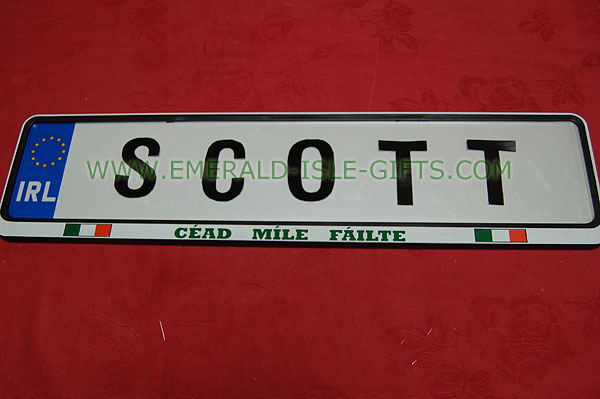 SCOTT
WWW.EMERALD-ISLE-GIFTS.COM
IRL
CÉAD MÍLE FÁILTE